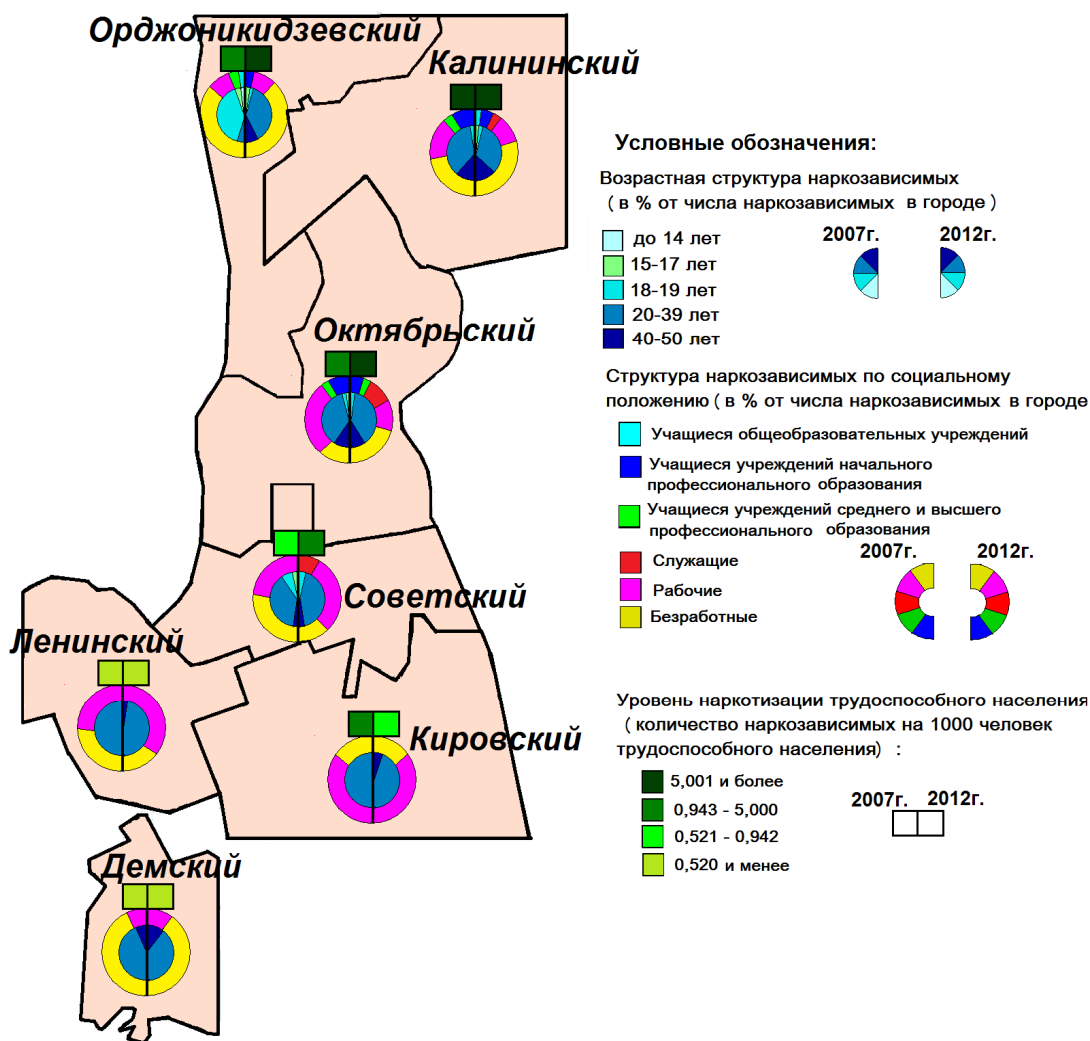 Орджоникидзевский
Калининский
Октябрьский
Советский
Ленинский
Кировский
Демский
Условные обозначения:
Возрастная структура наркозависимых
( в % от числа наркозависимых в городе )
до 14 лет
15-17 лет
18-19 лет
20-39 лет
40-50 лет
2007г.
2012г.
Структура наркозависимых по социальному
положению ( в % от числа наркозависимых в городе
Учащиеся общеобразовательных учреждений
Учащиеся учреждений начального
профессионального образования
Учащиеся учреждений среднего и высшего
профессионального образования
Служащие
Рабочие
Безработные
2007г.
2012г.
Уровень наркотизации трудоспособного населения
( количество наркозависимых на 1000 человек
трудоспособного населения) :
5,001 и более
0,943 - 5,000
0,521 - 0,942
0,520 и менее
2007г.
2012г.